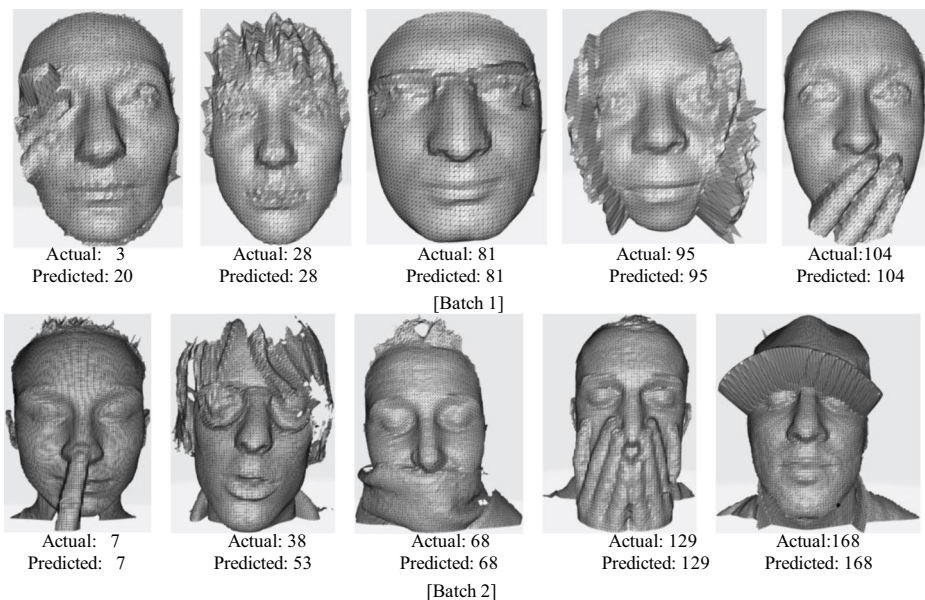 Actual: 3 Actual: 28 Actual: 81 Actual: 95 Actual:104
Predicted: 20 Predicted: 28 Predicted: 81 Predicted: 95 Predicted: 104
[Batch 1]
Actual: 7 Actual: 38 Actual: 68 Actual: 129 Actual:168
Predicted: 7 Predicted: 53 Predicted: 68 Predicted: 129 Predicted: 168
[Batch 2]